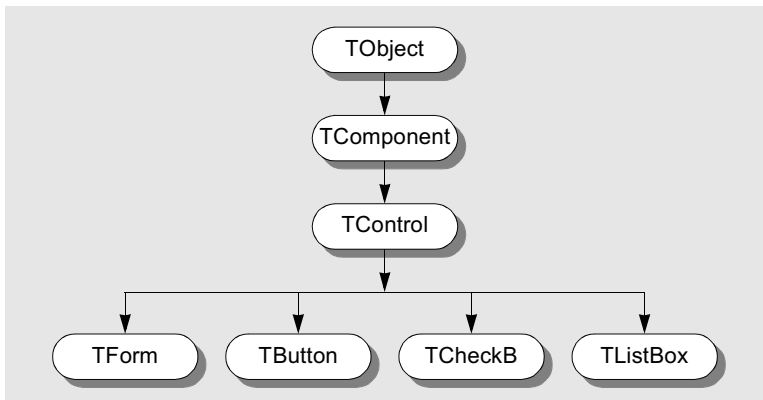 TObject
TComponent
TControl
TForm
TButton
TCheckB
TListBox